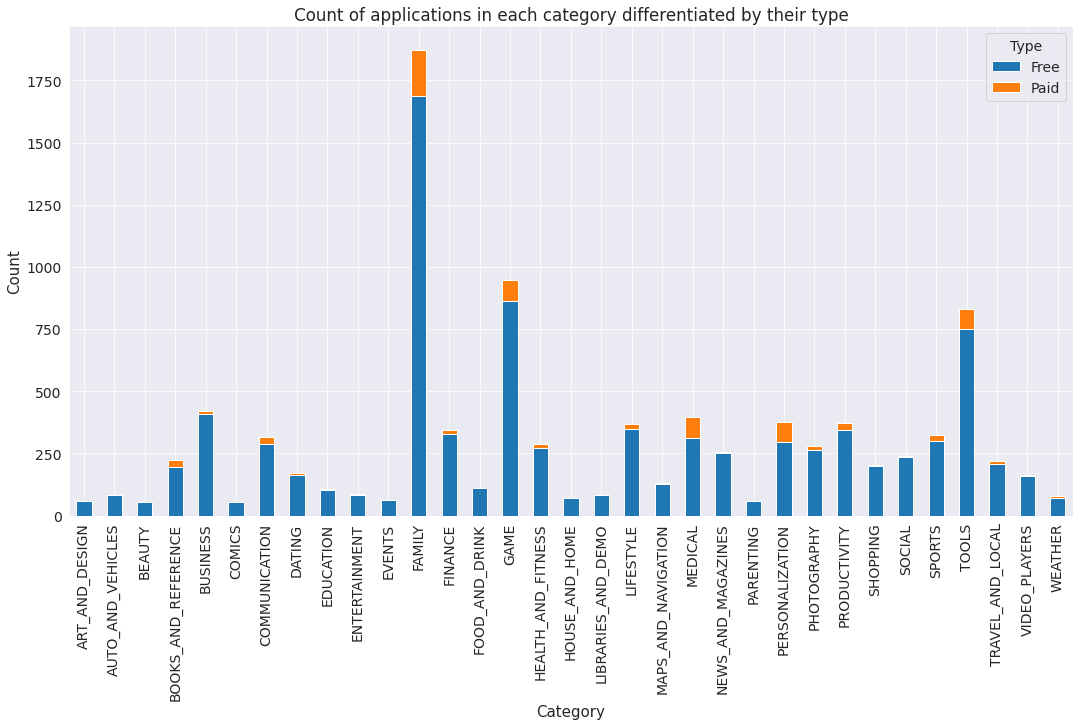 Count of applications in each category differentiated by their type
Type
Free
Paid
Count
1750
1500
1250
1000
750
500
250
0
ART_AND_DESIGN
AUTO_AND_VEHICLES
BEAUTY
BOOKS_AND_REFERENCE
BUSINESS
COMICS
COMMUNICATION
DATING
EDUCATION
ENTERTAINMENT
EVENTS
FAMILY
FINANCE
FOOD_AND_DRINK
GAME
HEALTH_AND_FITNESS
HOUSE_AND_HOME
LIBRARIES_AND_DEMO
LIFESTYLE
MAPS_AND_NAVIGATION
MEDICAL
NEWS_AND_MAGAZINES
PARENTING
PERSONALIZATION
PHOTOGRAPHY
PRODUCTIVITY
SHOPPING
SOCIAL
SPORTS
TOOLS
TRAVEL_AND_LOCAL
VIDEO_PLAYERS
WEATHER
Category